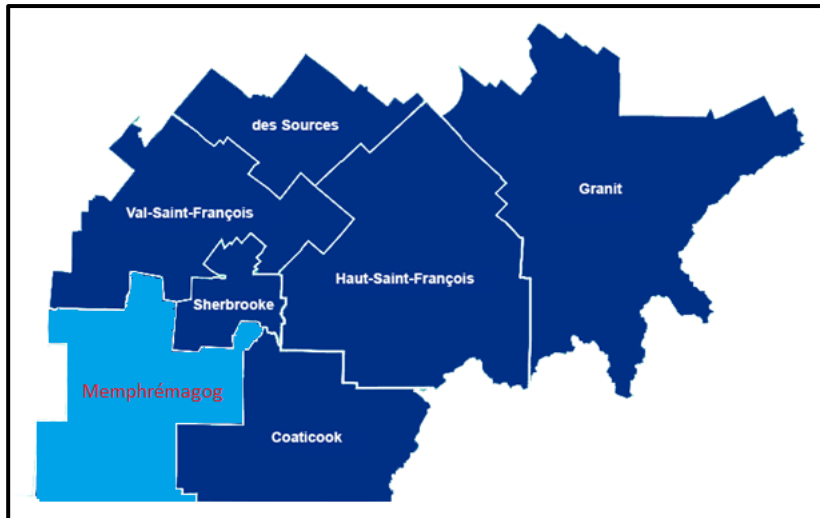 des Sources
Granit
Val-Saint-François
Haut-Saint-François
Sherbrooke
Memphrémagog
Coaticook